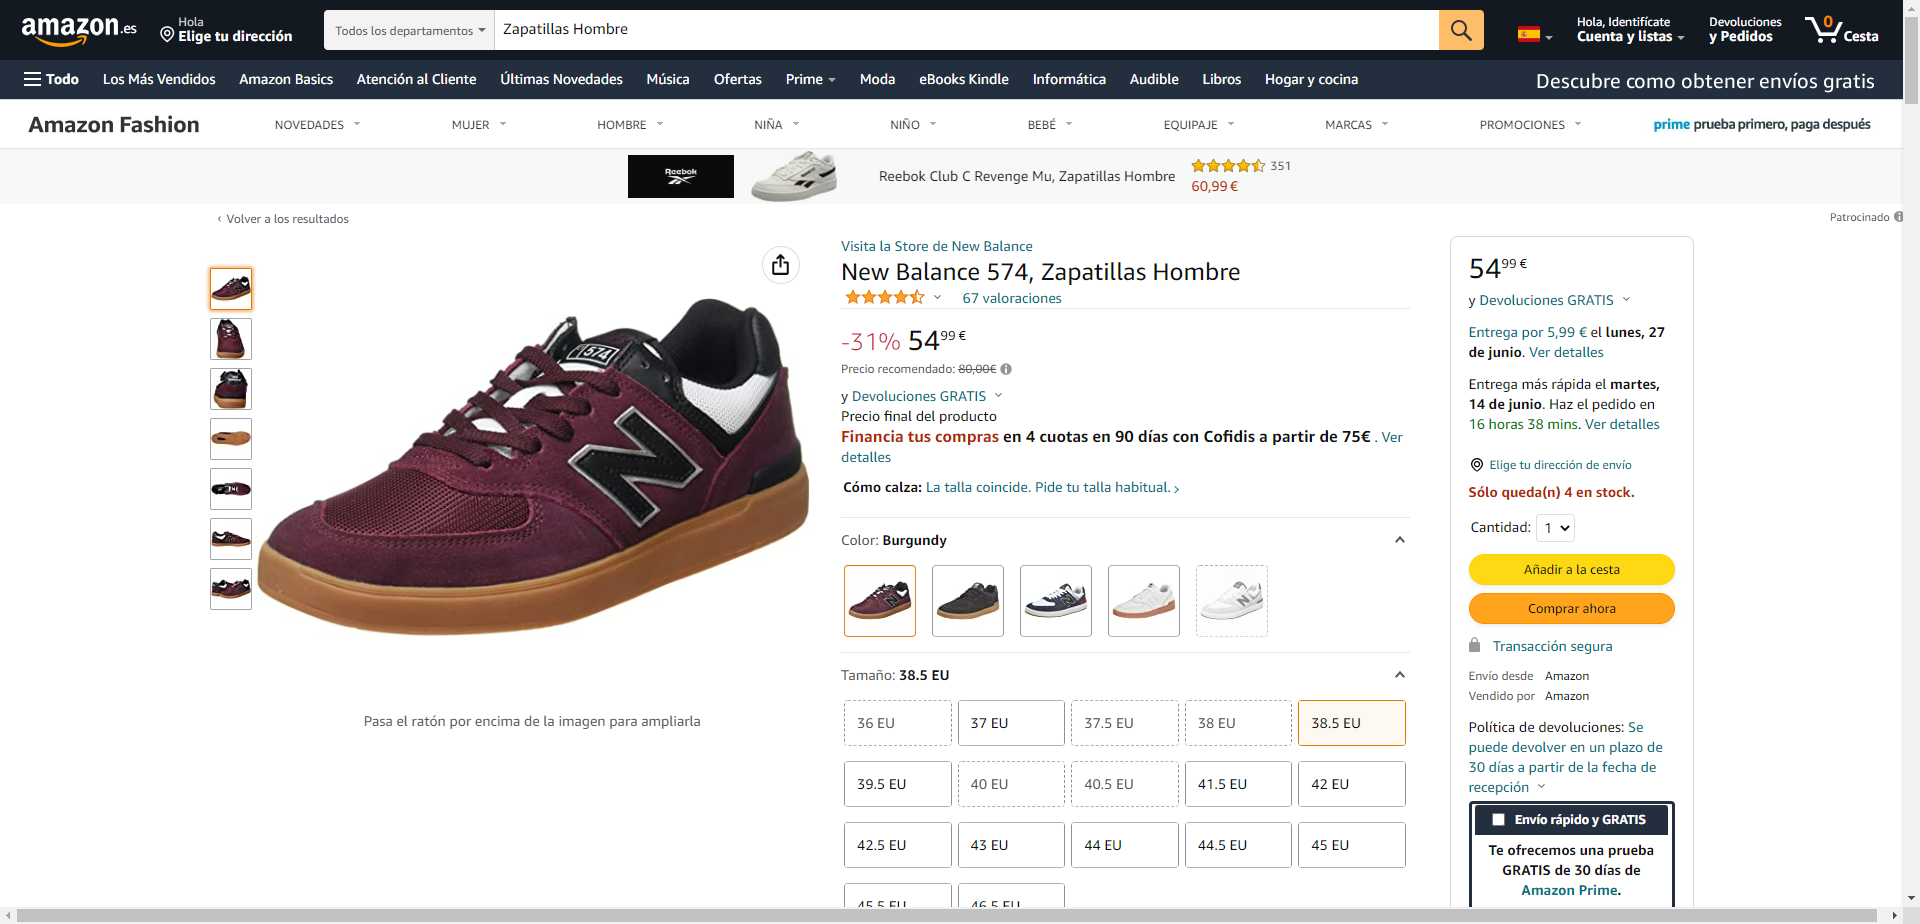 amazon.es
Hola
Elige tu dirección
Todos los departamentos
Zapatillas Hombre
Hola, Identifícate
Cuenta y listas
Devoluciones
y Pedidos
0
Cesta
Todo
Los Más Vendidos
Amazon Basics
Atención al Cliente
Últimas Novedades
Música
Ofertas
Prime
Moda
eBooks Kindle
Informática
Audible
Libros
Hogar y cocina
Descubre como obtener envíos gratis
Amazon Fashion
NOVEDADES
MUJER
HOMBRE
NIÑA
NIÑO
BEBÉ
EQUIPAJE
MARCAS
PROMOCIONES
prime prueba primero, paga después
Reebok
Reebok Club C Revenge Mu, Zapatillas Hombre
351
60,99 €
‹ Volver a los resultados
Patrocinado
574
N
Pasa el ratón por encima de la imagen para ampliarla
Visita la Store de New Balance
New Balance 574, Zapatillas Hombre
67 valoraciones
-31% 54,99 €
Precio recomendado: 80,00€
y Devoluciones GRATIS
Precio final del producto
Financia tus compras en 4 cuotas en 90 días con Cofidis a partir de 75€ . Ver
detalles
Cómo calza: La talla coincide. Pide tu talla habitual. ›
Color: Burgundy
Tamaño: 38.5 EU
36 EU
37 EU
37.5 EU
38 EU
38.5 EU
39.5 EU
40 EU
40.5 EU
41.5 EU
42 EU
42.5 EU
43 EU
44 EU
44.5 EU
45 EU
45.5 EU
46.5 EU
54,99 €
y Devoluciones GRATIS
Entrega por 5,99 € el lunes, 27
de junio. Ver detalles
Entrega más rápida el martes,
14 de junio. Haz el pedido en
16 horas 38 mins. Ver detalles
Elige tu dirección de envío
Sólo queda(n) 4 en stock.
Cantidad: 1
Añadir a la cesta
Comprar ahora
Transacción segura
Envío desde Amazon
Vendido por Amazon
Política de devoluciones: Se
puede devolver en un plazo de
30 días a partir de la fecha de
recepción
Envío rápido y GRATIS
Te ofrecemos una prueba
GRATIS de 30 días de
Amazon Prime.